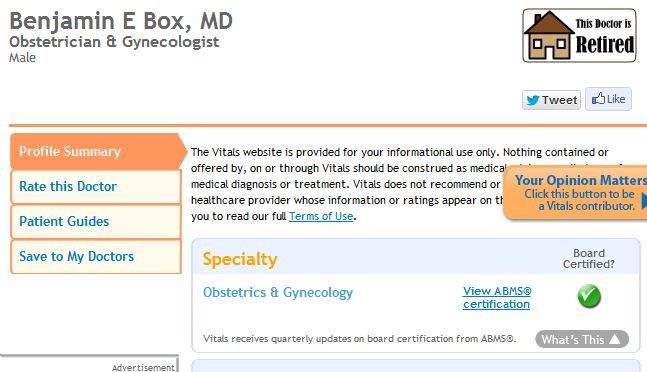 Benjamin E Box, MD
Obstetrician & Gynecologist
Male
This Doctor is
Retired
Tweet
Like
Profile Summary
Rate this Doctor
Patient Guides
Save to My Doctors
The Vitals website is provided for your informational use only. Nothing contained or
offered by, on or through Vitals should be construed as medical
medical diagnosis or treatment. Vitals does not recommend or
healthcare provider whose information or ratings appear on
you to read our full Terms of Use.
Your Opinion Matters
Click this button to be
a Vitals contributor.
Specialty
Board
Certified?
Obstetrics & Gynecology
View ABMS®
certification
Vitals receives quarterly updates on board certification from ABMS®.
What's This
Advertisement